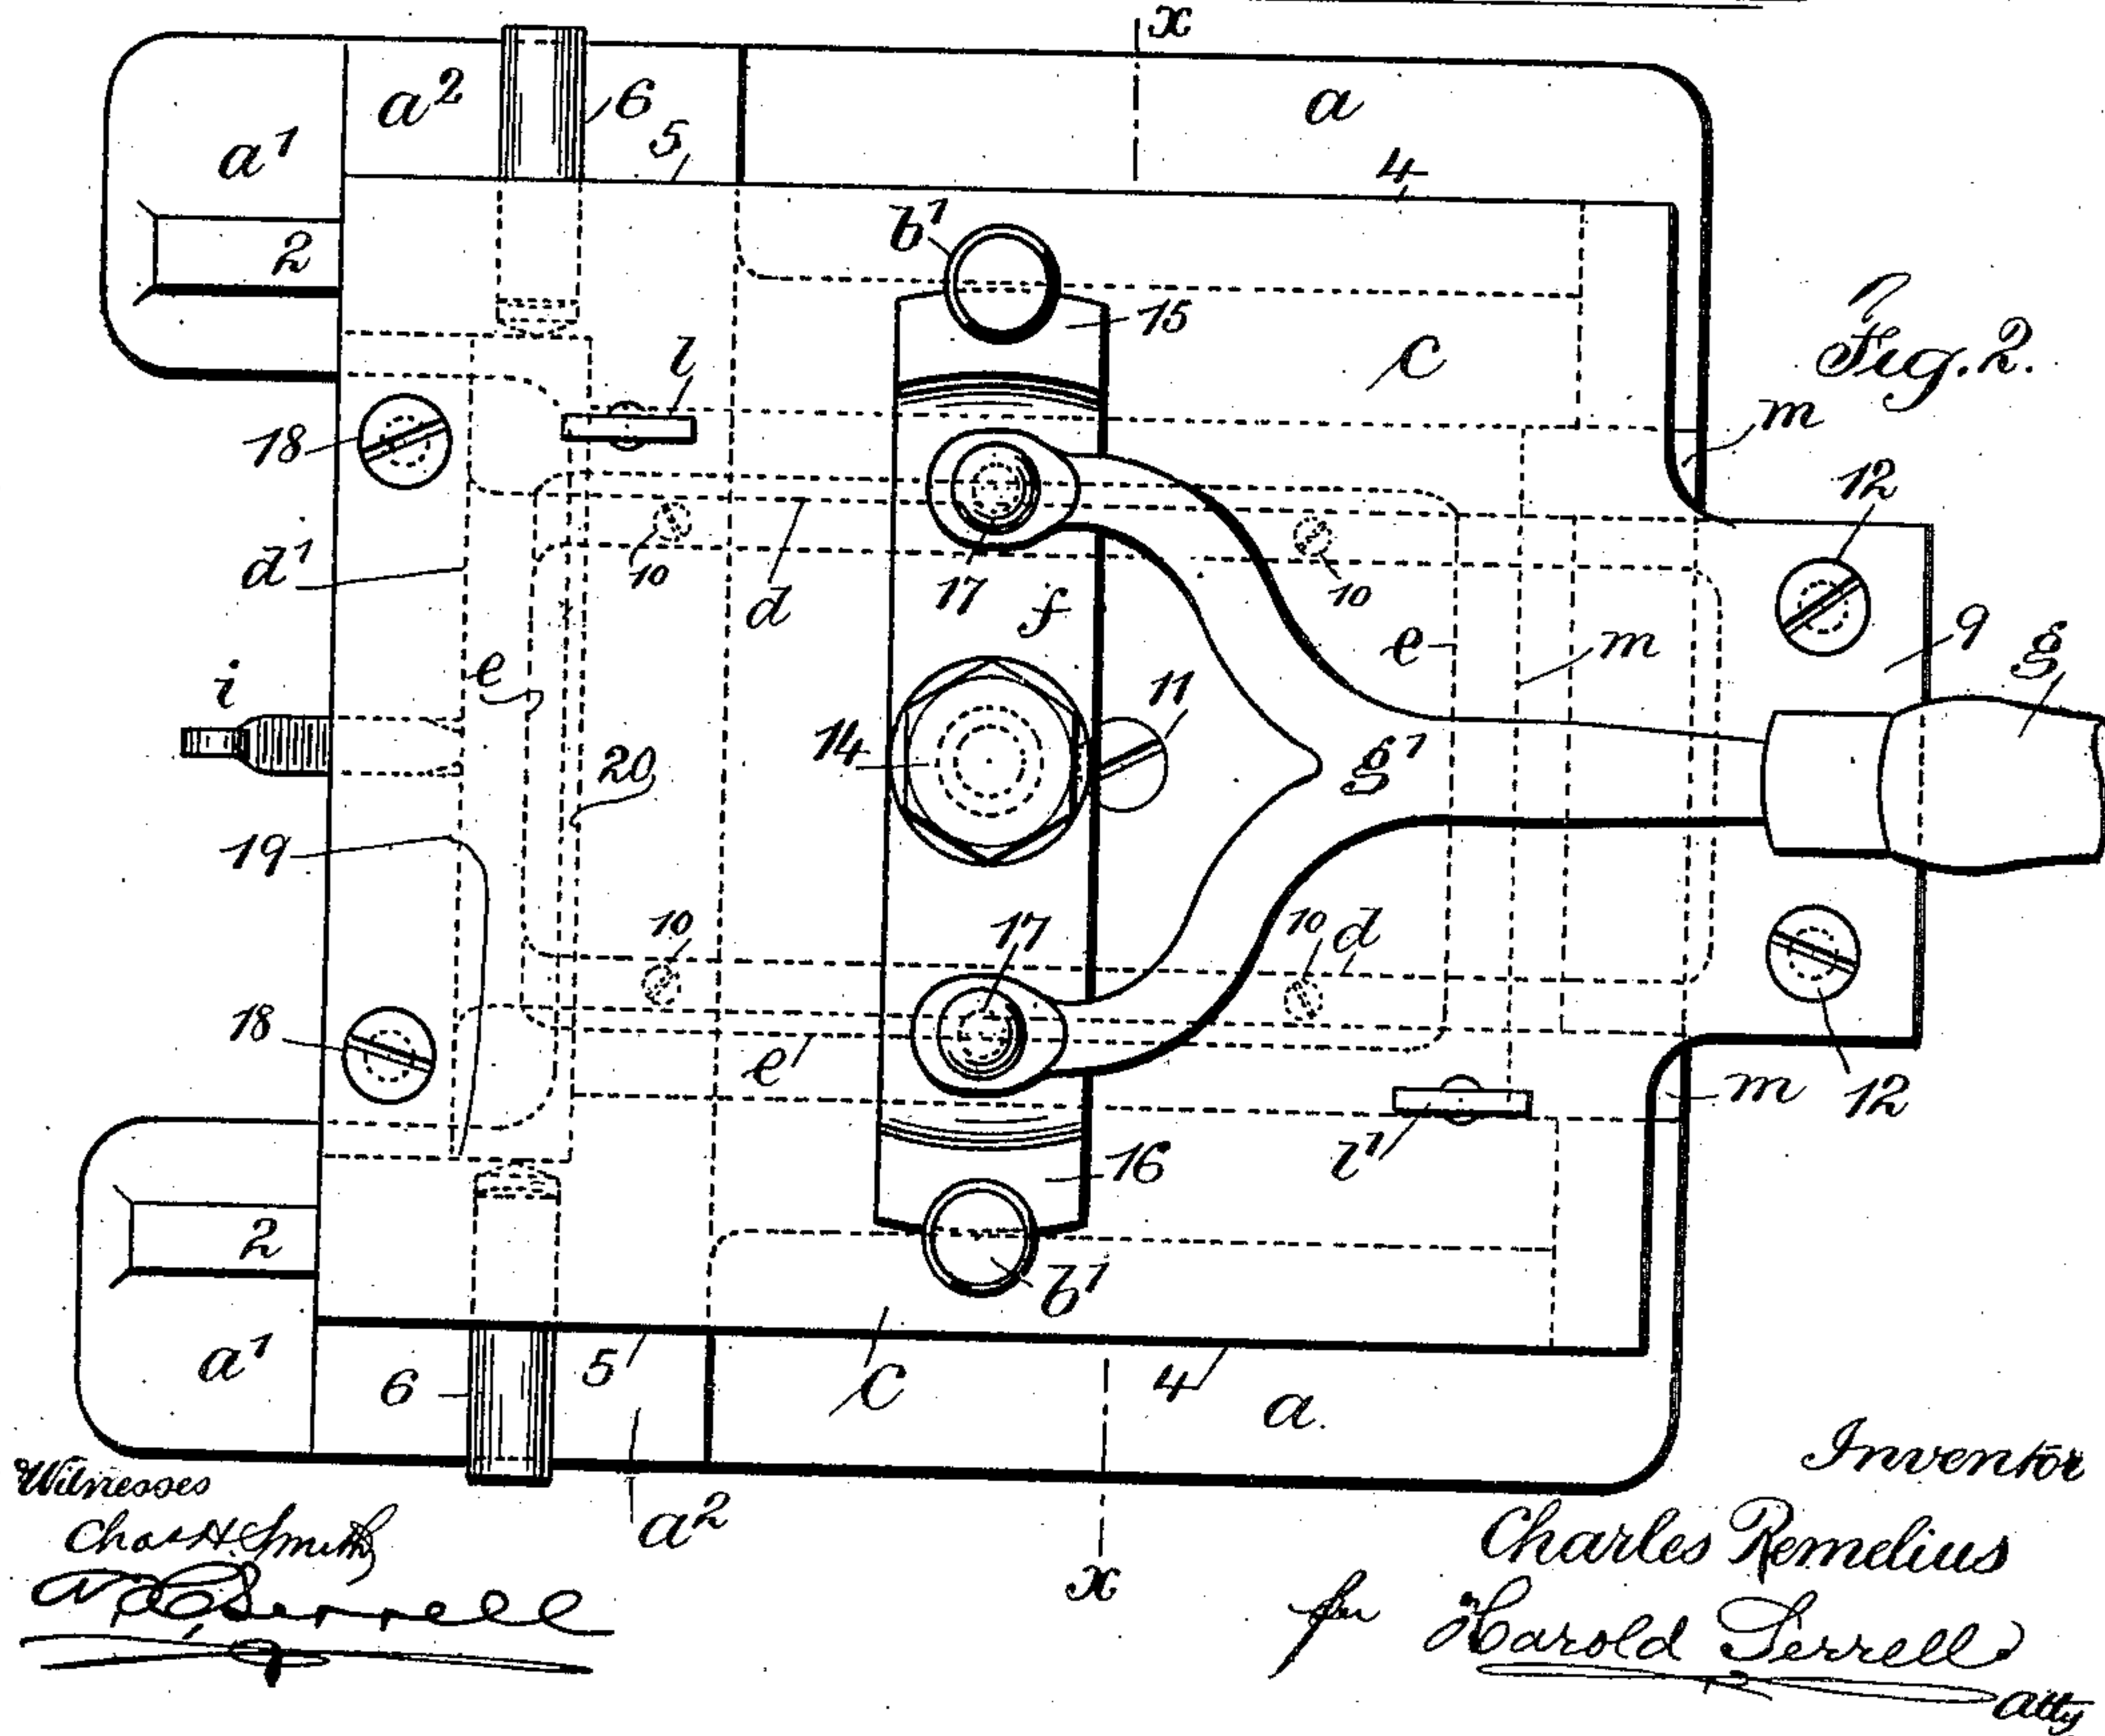 x
a² 6 5 a
a¹ 4
b¹
2 15
l C Fig. 2.
18 m
12
d¹ 10 d 17 f 10
i e e m 9 g
14 11
20 g¹
19
10 17 10 d
18 e
l¹ m 12
16
2 b¹
a¹ 6 5 C 4 a
a²
x
Witnesses
Chas H. Smith
Serrell
Inventor
Charles Remelius
per Harold Serrell
atty